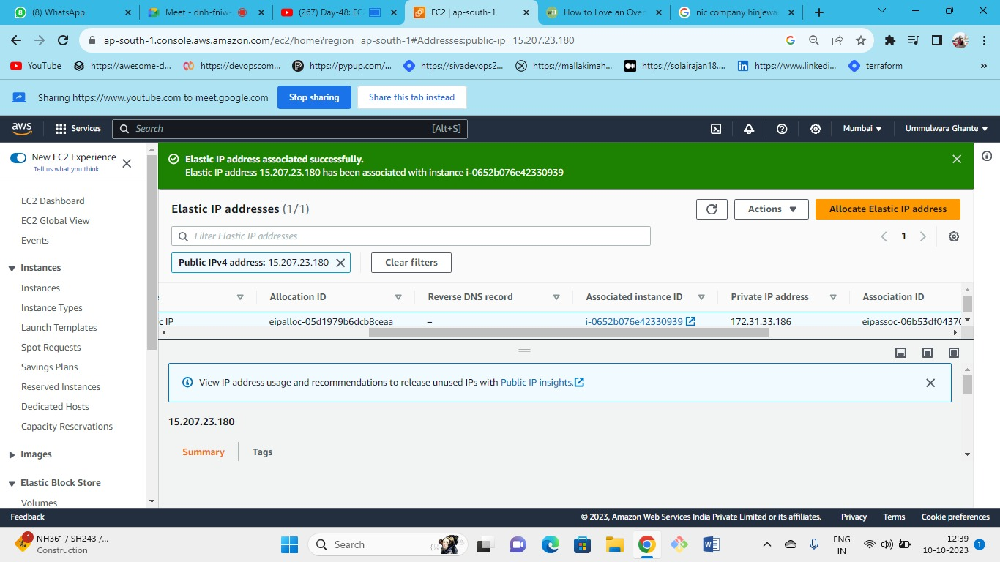 (8) WhatsApp
Meet - dnh-fniw-
(267) Day-48: EC
EC2 | ap-south-1
How to Love an Over
nic company hinjewa
ap-south-1.console.aws.amazon.com/ec2/home?region=ap-south-1#Addresses:public-ip=15.207.23.180
YouTube
https://awesome-d...
https://devopscom...
https://pypup.com/...
https://sivadevops2...
https://mallakimah...
https://solairajan18....
https://www.linkedi...
terraform
»
Sharing https://www.youtube.com to meet.google.com
Stop sharing
Share this tab instead
aws
Services
Search
[Alt+S]
Mumbai
Ummulwara Ghante
New EC2 Experience
Tell us what you think
EC2 Dashboard
EC2 Global View
Events
Instances
Instances
Instance Types
Launch Templates
Spot Requests
Savings Plans
Reserved Instances
Dedicated Hosts
Capacity Reservations
Images
Elastic Block Store
Volumes
Elastic IP address associated successfully.
Elastic IP address 15.207.23.180 has been associated with instance i-0652b076e42330939
Elastic IP addresses (1/1)
Actions
Allocate Elastic IP address
Filter Elastic IP addresses
1
Public IPv4 address: 15.207.23.180
Clear filters
Allocation ID
Reverse DNS record
Associated instance ID
Private IP address
Association ID
c IP
eipalloc-05d1979b6dcb8ceaa
–
i-0652b076e42330939
172.31.33.186
eipassoc-06b53df04370
View IP address usage and recommendations to release unused IPs with Public IP insights.
15.207.23.180
Summary
Tags
Feedback
© 2023, Amazon Web Services India Private Limited or its affiliates.
Privacy
Terms
Cookie preferences
1
NH361 / SH243 /...
Construction
Search
ENG
IN
12:39
10-10-2023
1